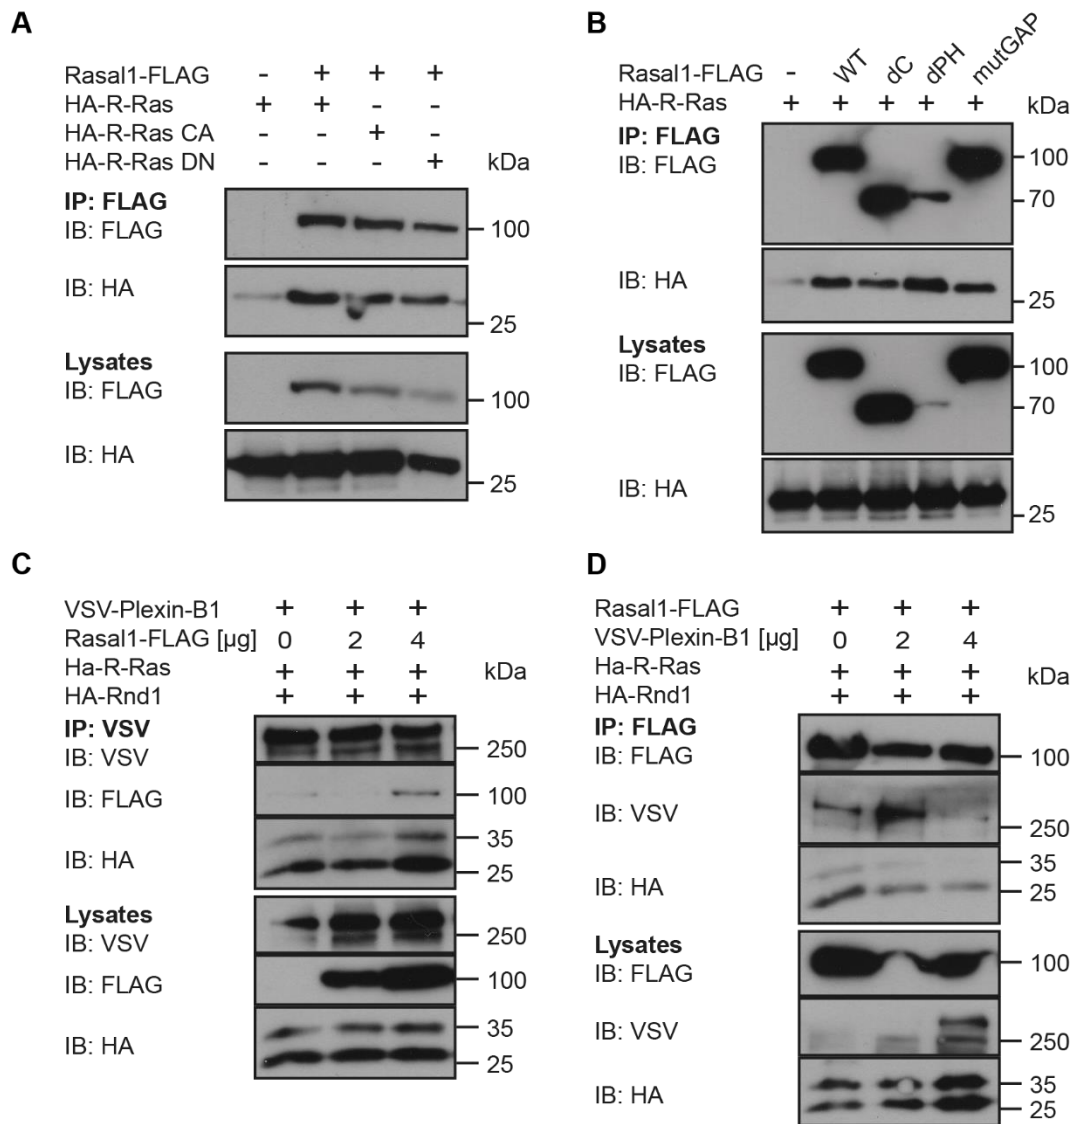 A
Rasal1-FLAG - + + +
HA-R-Ras + + - -
HA-R-Ras CA - - + -
HA-R-Ras DN - - - + kDa
IP: FLAG
IB: FLAG 100
IB: HA
25
Lysates
IB: FLAG
100
IB: HA
25
B
Rasal1-FLAG - WT dC dPH mutGAP
HA-R-Ras + + + + + kDa
IP: FLAG
IB: FLAG 100
70
IB: HA
25
Lysates
IB: FLAG 100
70
IB: HA
25
C
VSV-Plexin-B1 + + +
Rasal1-FLAG [µg] 0 2 4
Ha-R-Ras + + + kDa
HA-Rnd1 + + +
IP: VSV
IB: VSV 250
IB: FLAG 100
35
IB: HA
25
Lysates
IB: VSV 250
IB: FLAG 100
35
IB: HA
25
D
Rasal1-FLAG + + +
VSV-Plexin-B1 [µg] 0 2 4
Ha-R-Ras + + + kDa
HA-Rnd1 + + +
IP: FLAG
IB: FLAG 100
IB: VSV
250
35
IB: HA 25
Lysates
IB: FLAG 100
IB: VSV
250
35
IB: HA
25